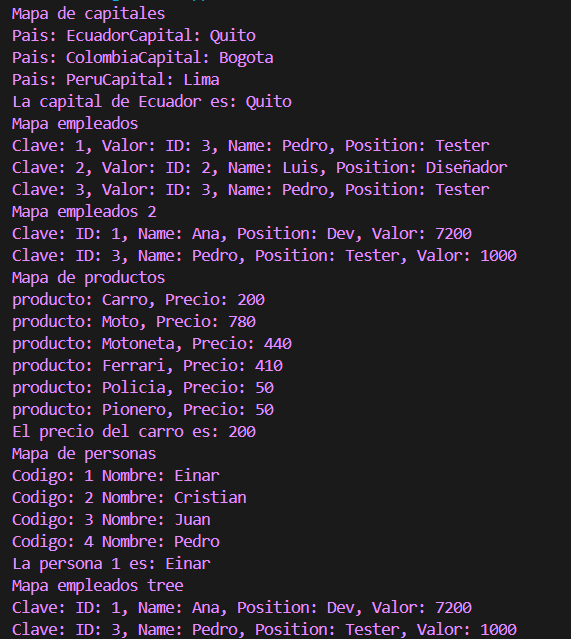 Mapa de capitales
Pais: EcuadorCapital: Quito
Pais: ColombiaCapital: Bogota
Pais: PeruCapital: Lima
La capital de Ecuador es: Quito
Mapa empleados
Clave: 1, Valor: ID: 3, Name: Pedro, Position: Tester
Clave: 2, Valor: ID: 2, Name: Luis, Position: Diseñador
Clave: 3, Valor: ID: 3, Name: Pedro, Position: Tester
Mapa empleados 2
Clave: ID: 1, Name: Ana, Position: Dev, Valor: 7200
Clave: ID: 3, Name: Pedro, Position: Tester, Valor: 1000
Mapa de productos
producto: Carro, Precio: 200
producto: Moto, Precio: 780
producto: Motoneta, Precio: 440
producto: Ferrari, Precio: 410
producto: Policia, Precio: 50
producto: Pionero, Precio: 50
El precio del carro es: 200
Mapa de personas
Codigo: 1 Nombre: Einar
Codigo: 2 Nombre: Cristian
Codigo: 3 Nombre: Juan
Codigo: 4 Nombre: Pedro
La persona 1 es: Einar
Mapa empleados tree
Clave: ID: 1, Name: Ana, Position: Dev, Valor: 7200
Clave: ID: 3, Name: Pedro, Position: Tester, Valor: 1000